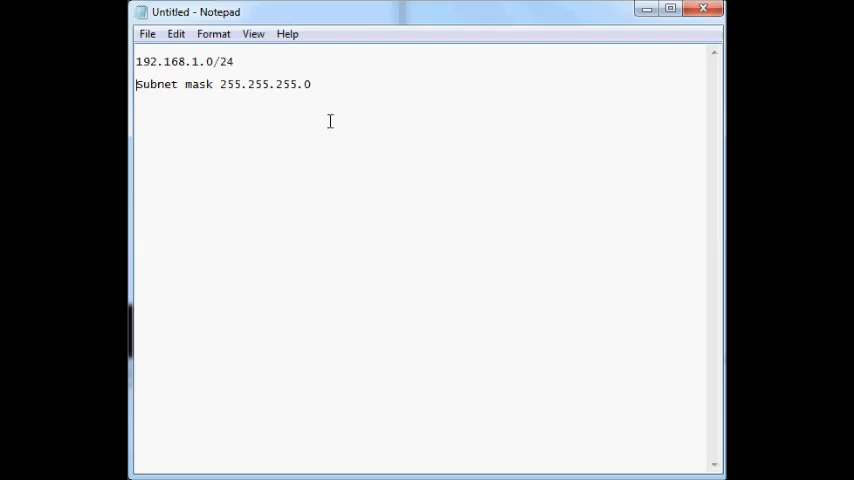 Untitled - Notepad
File Edit Format View Help
192.168.1.0/24
Subnet mask 255.255.255.0